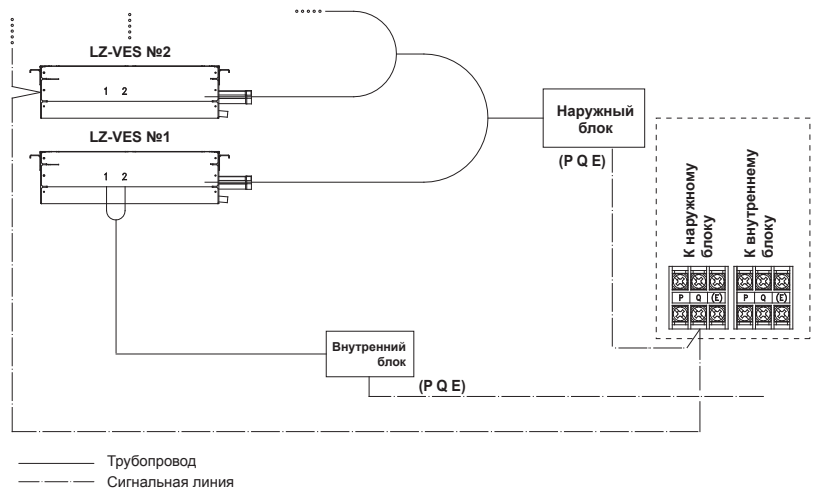 LZ-VES №2
1 2
LZ-VES №1
1 2
Наружный
блок
(P Q E)
К наружному
блоку
К внутреннему
блоку
P Q (E)
P Q (E)
Внутренний
блок
(P Q E)
Трубопровод
Сигнальная линия